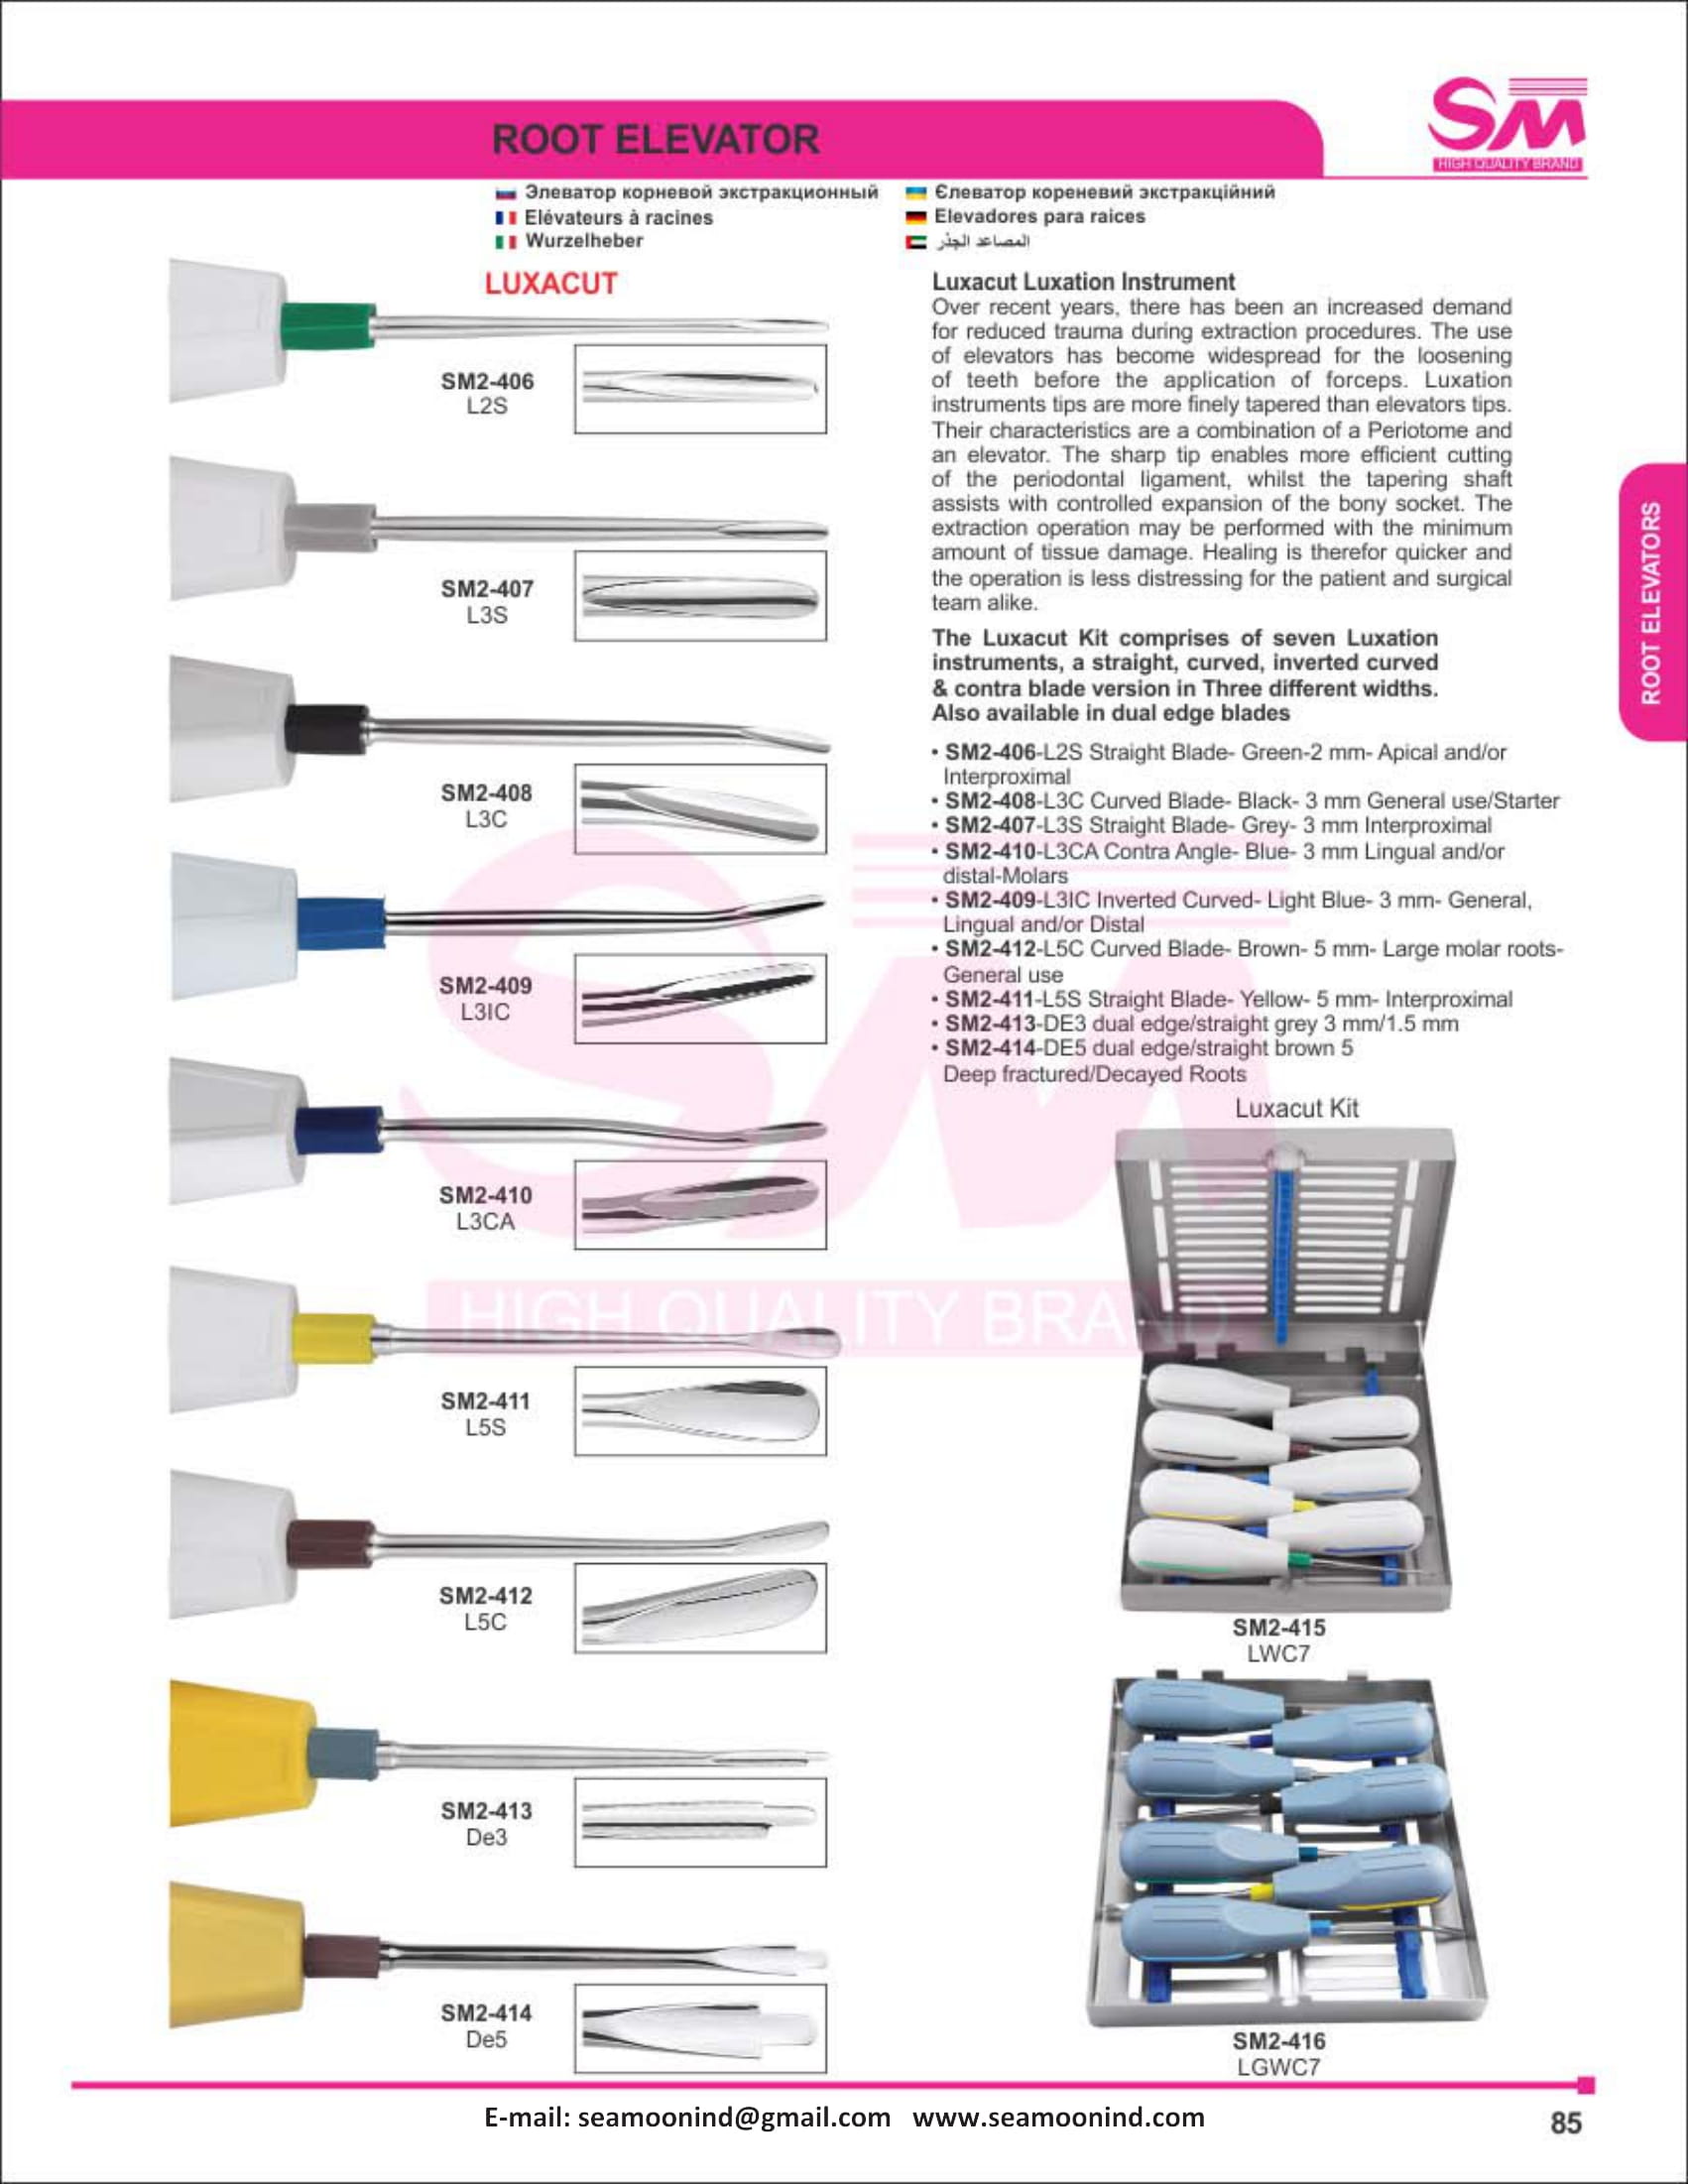 SM
HIGH QUALITY BRAND
ROOT ELEVATOR
Элеватор корневой экстракционный
Elévateurs à racines
Wurzelheber
Єлеватор кореневий экстракційний
Elevadores para raices
المصاعد الجذر
LUXACUT
SM2-406
L2S
SM2-407
L3S
SM2-408
L3C
SM2-409
L3IC
SM2-410
L3CA
SM2-411
L5S
SM2-412
L5C
SM2-413
De3
SM2-414
De5
Luxacut Luxation Instrument
Over recent years, there has been an increased demand
for reduced trauma during extraction procedures. The use
of elevators has become widespread for the loosening
of teeth before the application of forceps. Luxation
instruments tips are more finely tapered than elevators tips.
Their characteristics are a combination of a Periotome and
an elevator. The sharp tip enables more efficient cutting
of the periodontal ligament, whilst the tapering shaft
assists with controlled expansion of the bony socket. The
extraction operation may be performed with the minimum
amount of tissue damage. Healing is therefor quicker and
the operation is less distressing for the patient and surgical
team alike.
The Luxacut Kit comprises of seven Luxation
instruments, a straight, curved, inverted curved
& contra blade version in Three different widths.
Also available in dual edge blades
• SM2-406-L2S Straight Blade- Green-2 mm- Apical and/or
Interproximal
• SM2-408-L3C Curved Blade- Black- 3 mm General use/Starter
• SM2-407-L3S Straight Blade- Grey- 3 mm Interproximal
• SM2-410-L3CA Contra Angle- Blue- 3 mm Lingual and/or
distal-Molars
• SM2-409-L3IC Inverted Curved- Light Blue- 3 mm- General,
Lingual and/or Distal
• SM2-412-L5C Curved Blade- Brown- 5 mm- Large molar roots-
General use
• SM2-411-L5S Straight Blade- Yellow- 5 mm- Interproximal
• SM2-413-DE3 dual edge/straight grey 3 mm/1.5 mm
• SM2-414-DE5 dual edge/straight brown 5
Deep fractured/Decayed Roots
Luxacut Kit
SM2-415
LWC7
SM2-416
LGWC7
ROOT ELEVATORS
SM
HIGH QUALITY BRAND
E-mail: seamoonind@gmail.com www.seamoonind.com
85